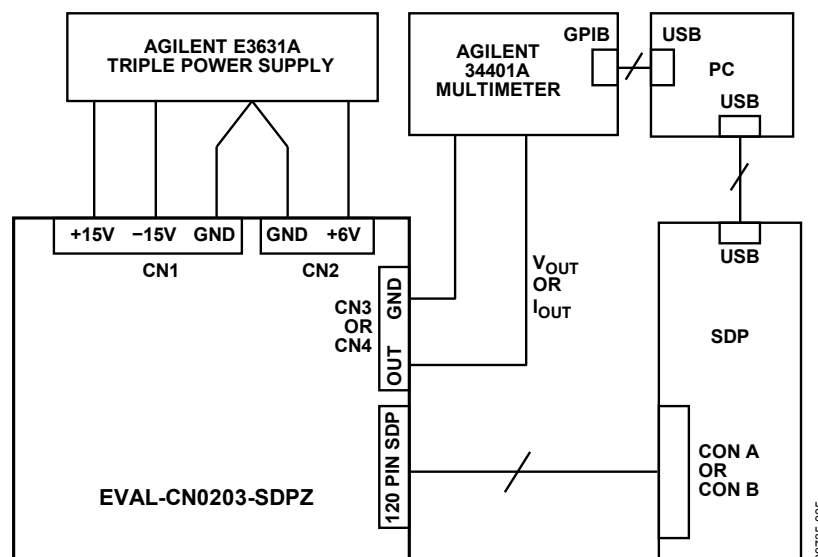 AGILENT E3631A
TRIPLE POWER SUPPLY
AGILENT
34401A
MULTIMETER
GPIB
USB
PC
USB
+15V
−15V
GND
GND
+6V
CN1
CN2
CN3
OR
CN4
GND
OUT
VOUT
OR
IOUT
USB
SDP
120 PIN SDP
CON A
OR
CON B
EVAL-CN0203-SDPZ